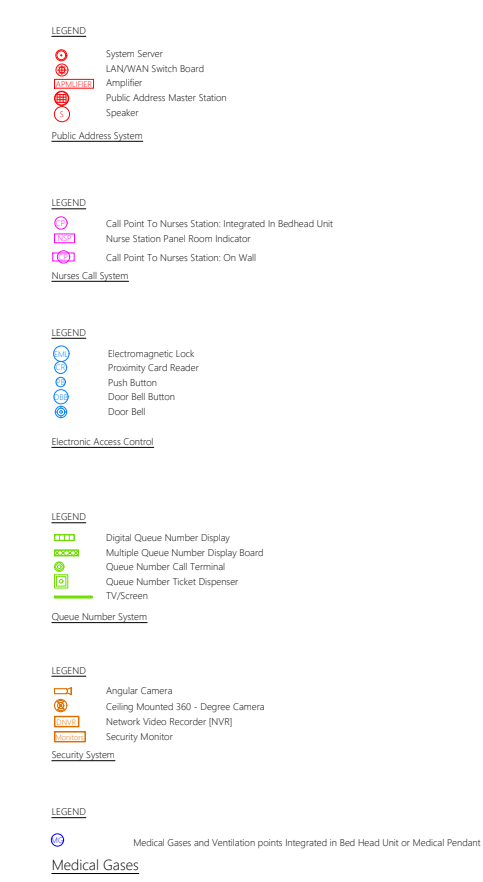 LEGEND
System Server
LAN/WAN Switch Board
APMLIFIER Amplifier
Public Address Master Station
S Speaker
Public Address System
LEGEND
CP Call Point To Nurses Station: Integrated In Bedhead Unit
NSP Nurse Station Panel Room Indicator
CP Call Point To Nurses Station: On Wall
Nurses Call System
LEGEND
EML Electromagnetic Lock
CR Proximity Card Reader
PB Push Button
DBB Door Bell Button
Door Bell
Electronic Access Control
LEGEND
Digital Queue Number Display
Multiple Queue Number Display Board
Queue Number Call Terminal
Queue Number Ticket Dispenser
TV/Screen
Queue Number System
LEGEND
Angular Camera
Ceiling Mounted 360 - Degree Camera
DNVR Network Video Recorder [NVR]
Monitors Security Monitor
Security System
LEGEND
MG Medical Gases and Ventilation points Integrated in Bed Head Unit or Medical Pendant
Medical Gases